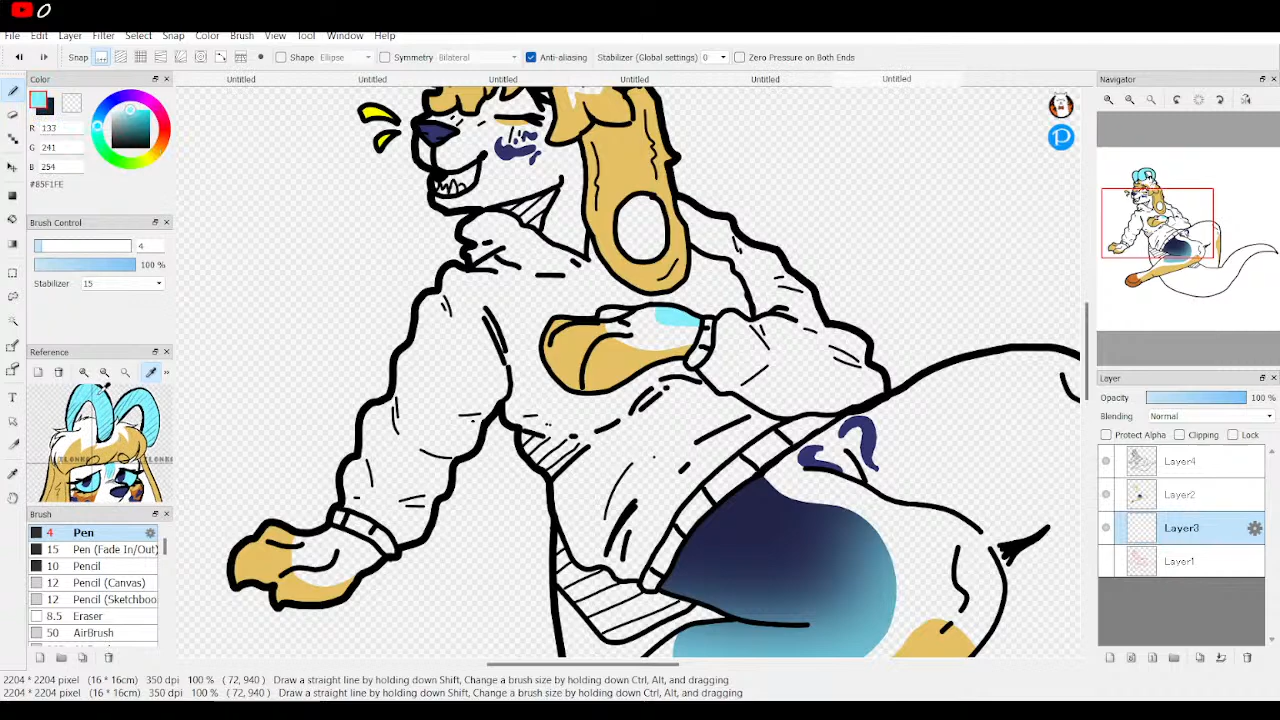 0
File Edit Layer Filter Select Snap Color Brush View Tool Window Help
Snap Shape Ellipse Symmetry Bilateral Anti-aliasing Stabilizer (Global settings) 0 Zero Pressure on Both Ends
Color
Untitled Untitled Untitled Untitled Untitled Untitled
Navigator
R 133
G 241
B 254
#85F1FE
Brush Control
4
100 %
Stabilizer 15
Reference
Brush
4 Pen
15 Pen (Fade In/Out)
10 Pencil
12 Pencil (Canvas)
12 Pencil (Sketchboo
8.5 Eraser
50 AirBrush
Layer
Opacity 100 %
Blending Normal
Protect Alpha Clipping Lock
Layer4
Layer2
Layer3
Layer1
2204 * 2204 pixel (16 * 16cm) 350 dpi 100 % (72,940) Draw a straight line by holding down Shift, Change a brush size by holding down Ctrl, Alt, and dragging
2204 * 2204 pixel (16 * 16cm) 350 dpi 100 % (72,940) Draw a straight line by holding down Shift, Change a brush size by holding down Ctrl, Alt, and dragging